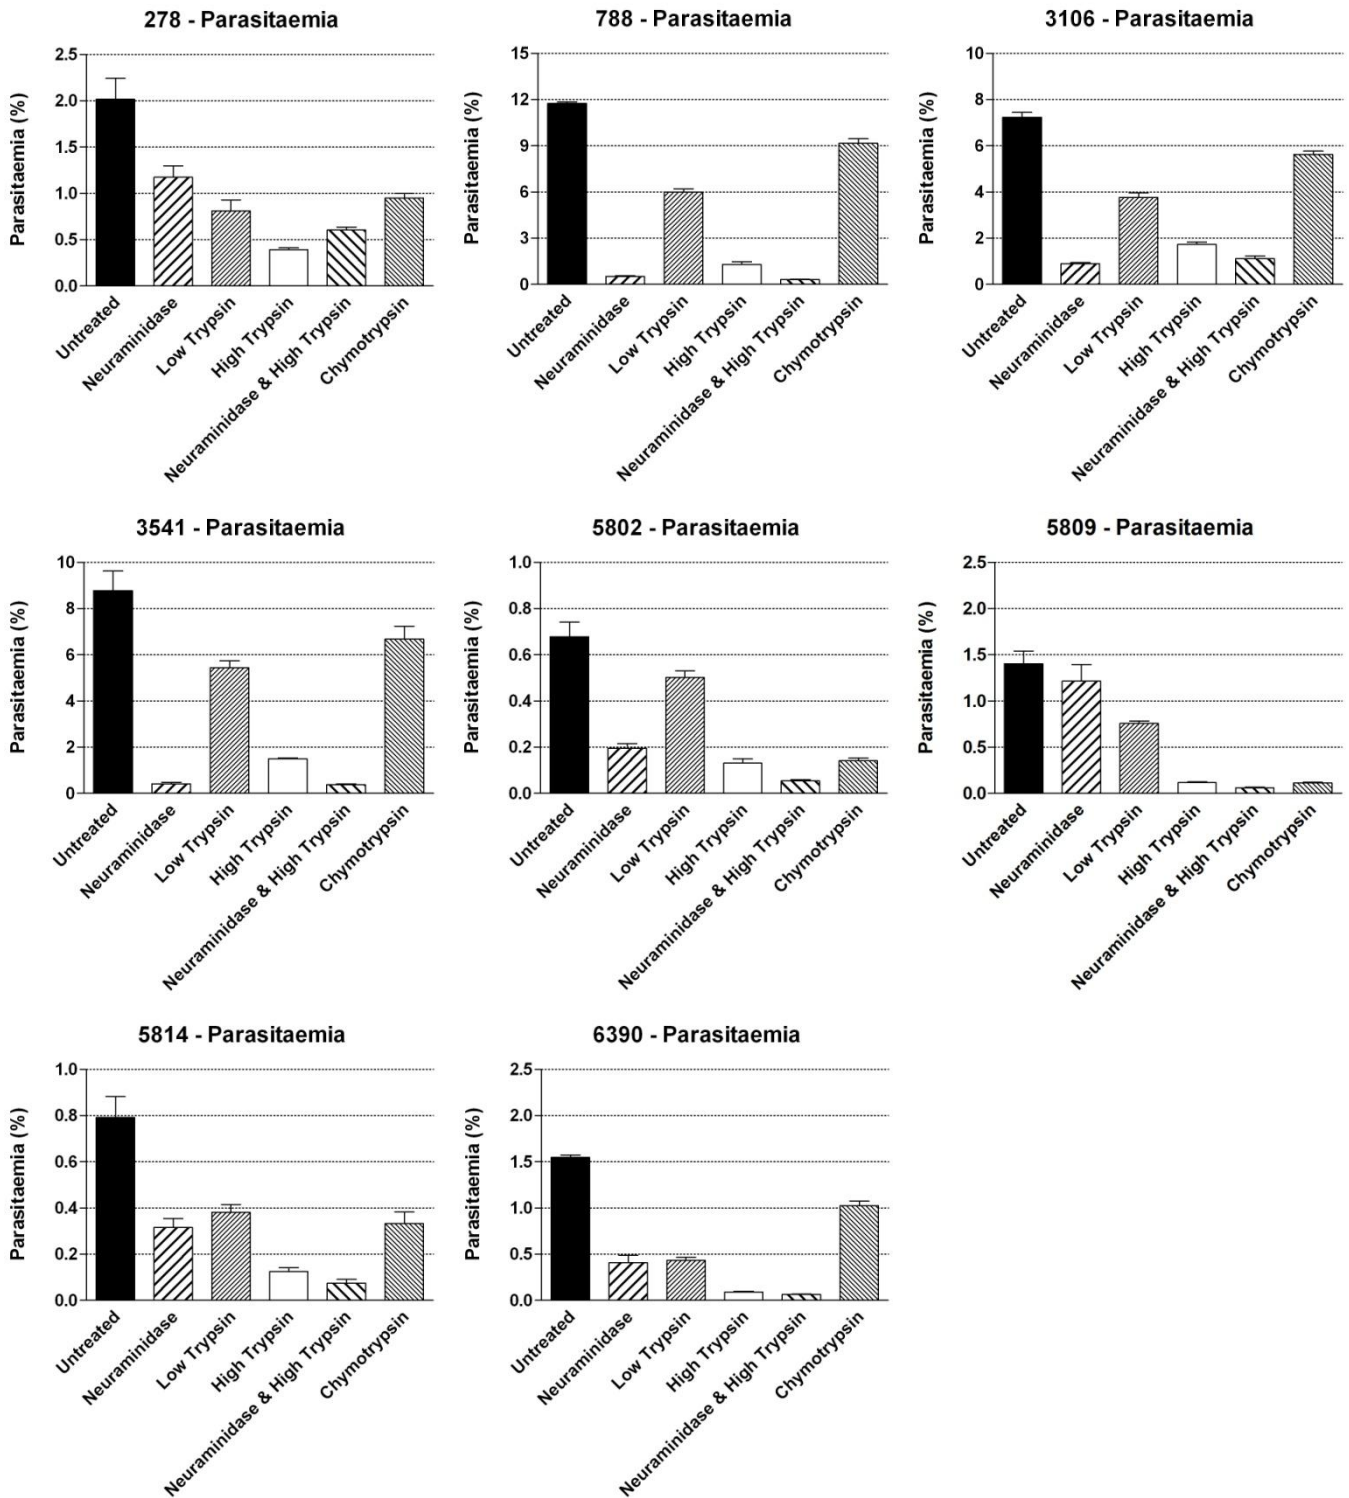 278 - Parasitaemia
Parasitaemia (%)
2.5
2.0
1.5
1.0
0.5
0.0
Untreated
Neuraminidase
Low Trypsin
High Trypsin
Neuraminidase & High Trypsin
Chymotrypsin
788 - Parasitaemia
Parasitaemia (%)
15
12
9
6
3
0
Untreated
Neuraminidase
Low Trypsin
High Trypsin
Neuraminidase & High Trypsin
Chymotrypsin
3106 - Parasitaemia
Parasitaemia (%)
10
8
6
4
2
0
Untreated
Neuraminidase
Low Trypsin
High Trypsin
Neuraminidase & High Trypsin
Chymotrypsin
3541 - Parasitaemia
Parasitaemia (%)
10
8
6
4
2
0
Untreated
Neuraminidase
Low Trypsin
High Trypsin
Neuraminidase & High Trypsin
Chymotrypsin
5802 - Parasitaemia
Parasitaemia (%)
1.0
0.8
0.6
0.4
0.2
0.0
Untreated
Neuraminidase
Low Trypsin
High Trypsin
Neuraminidase & High Trypsin
Chymotrypsin
5809 - Parasitaemia
Parasitaemia (%)
2.5
2.0
1.5
1.0
0.5
0.0
Untreated
Neuraminidase
Low Trypsin
High Trypsin
Neuraminidase & High Trypsin
Chymotrypsin
5814 - Parasitaemia
Parasitaemia (%)
1.0
0.8
0.6
0.4
0.2
0.0
Untreated
Neuraminidase
Low Trypsin
High Trypsin
Neuraminidase & High Trypsin
Chymotrypsin
6390 - Parasitaemia
Parasitaemia (%)
2.5
2.0
1.5
1.0
0.5
0.0
Untreated
Neuraminidase
Low Trypsin
High Trypsin
Neuraminidase & High Trypsin
Chymotrypsin